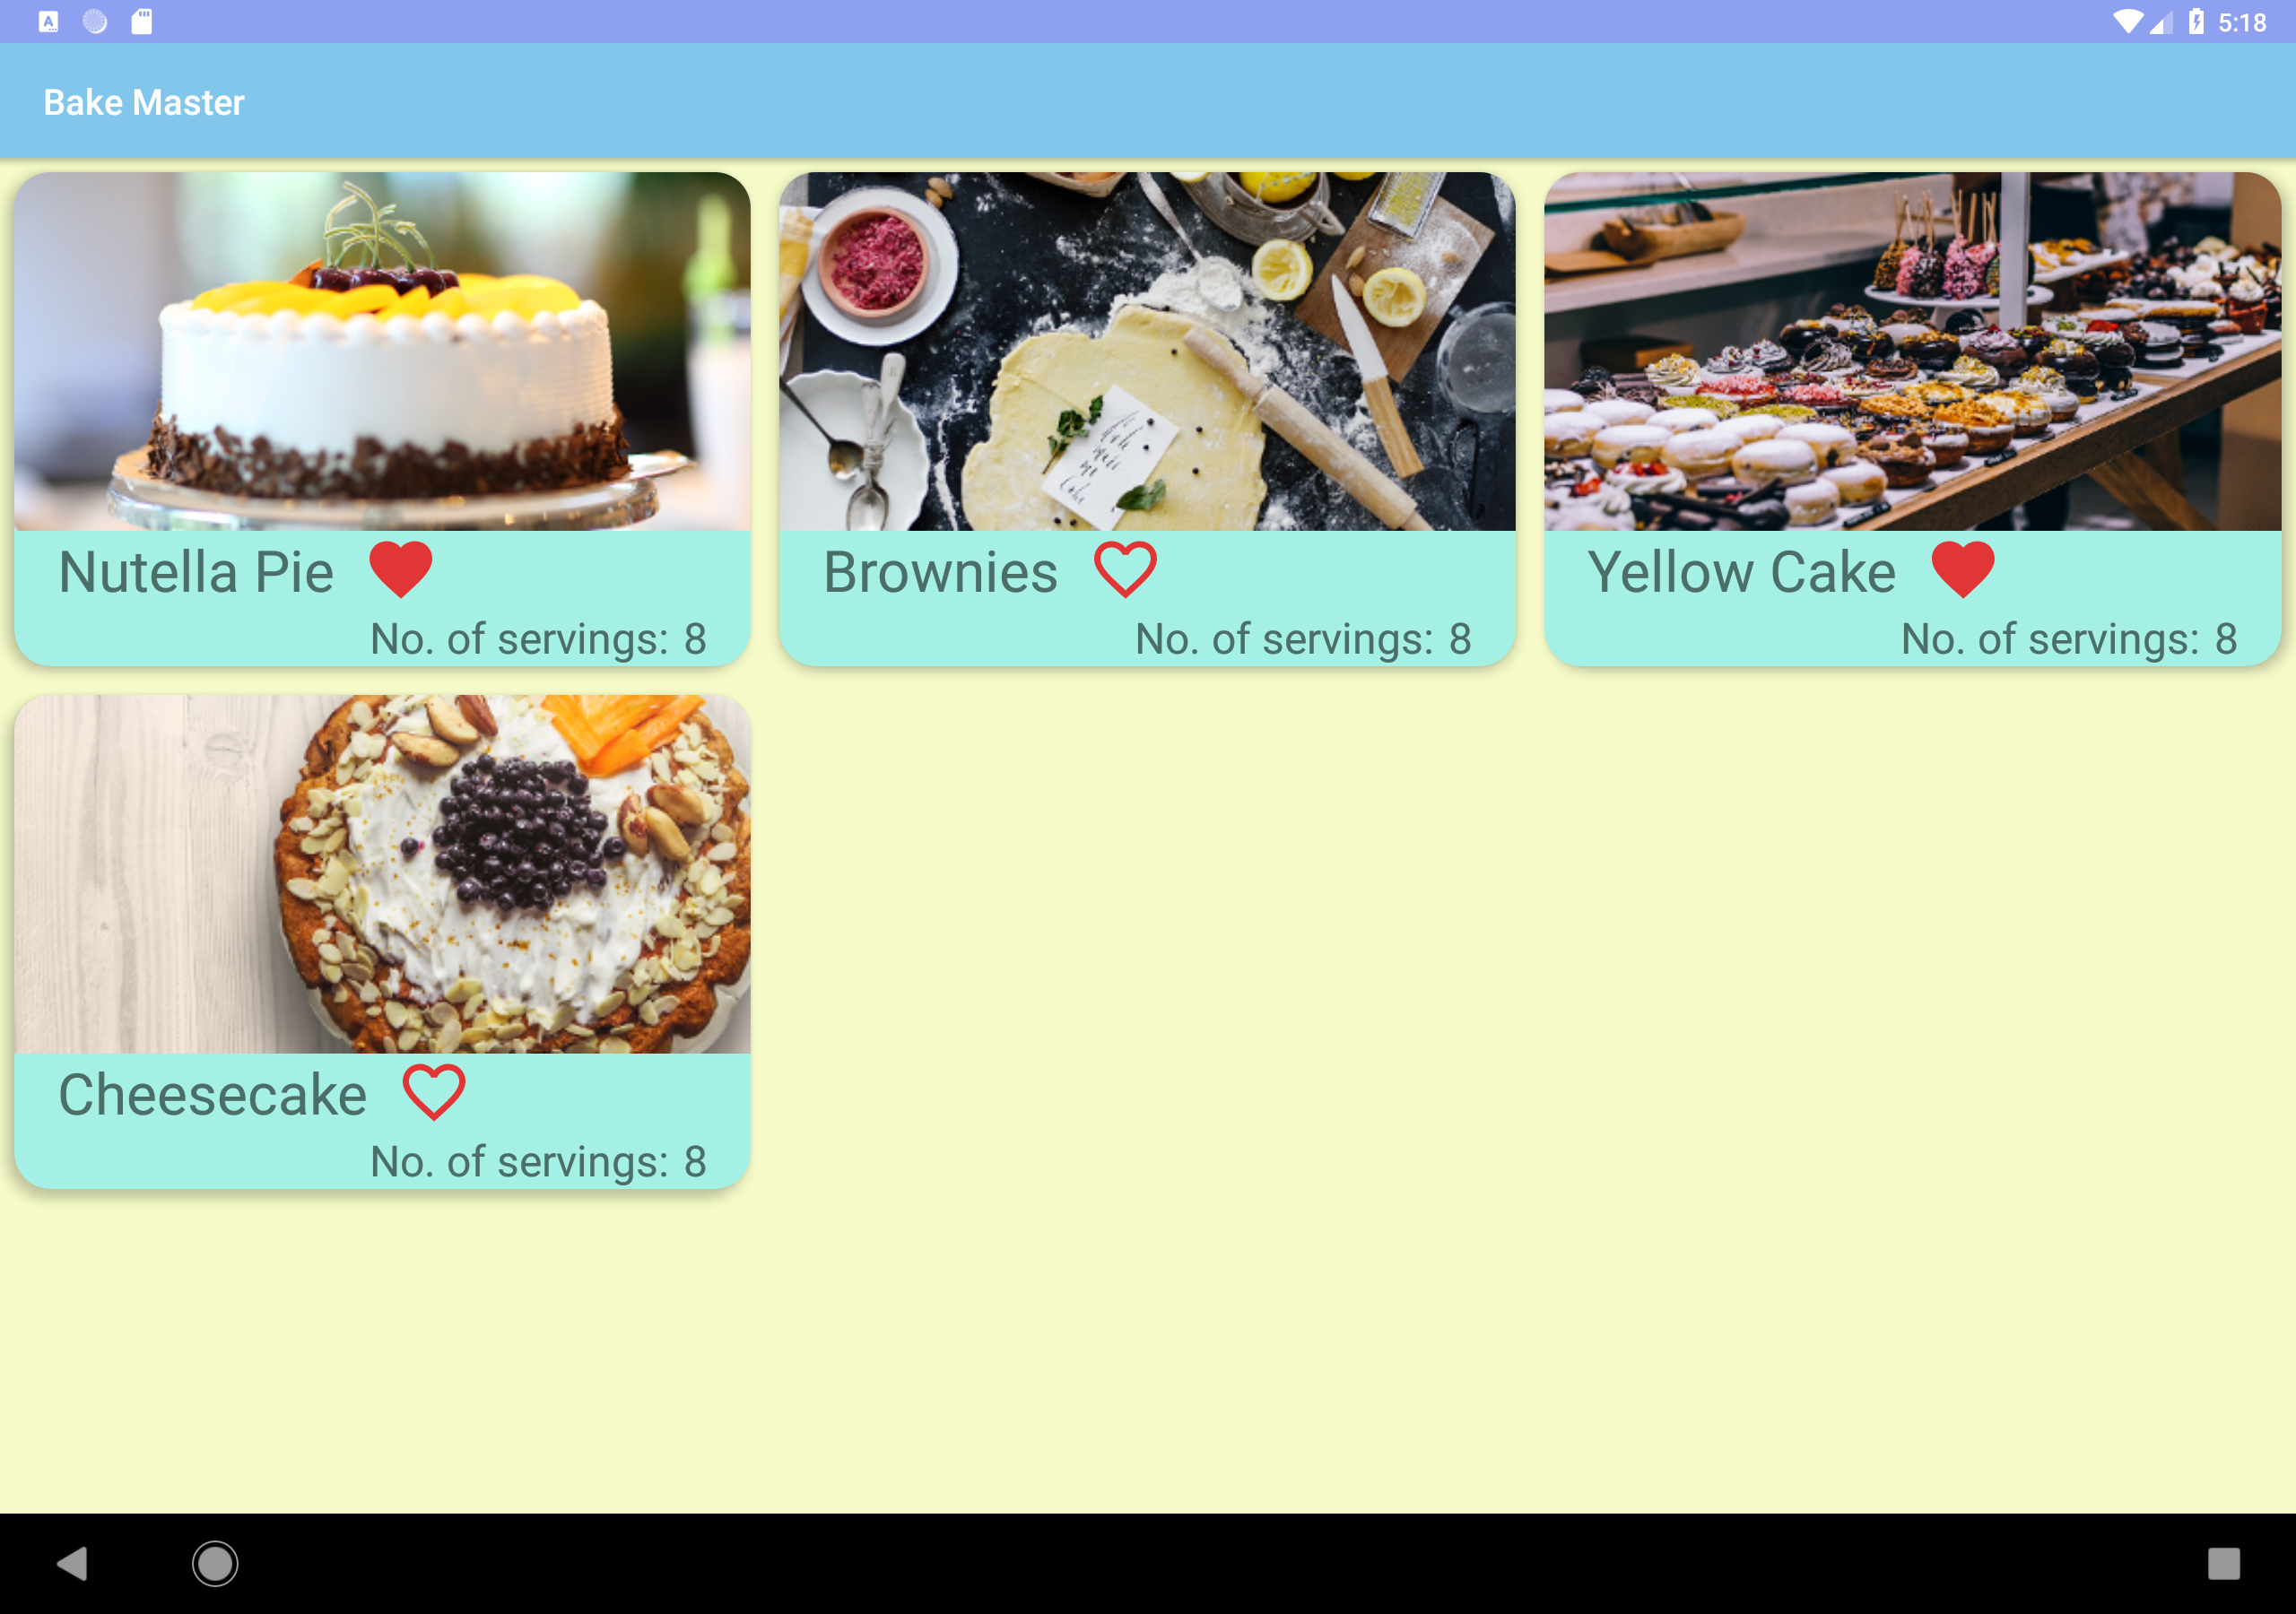 5:18
Bake Master
Nutella Pie
No. of servings: 8
Brownies
No. of servings: 8
Yellow Cake
No. of servings: 8
Cheesecake
No. of servings: 8